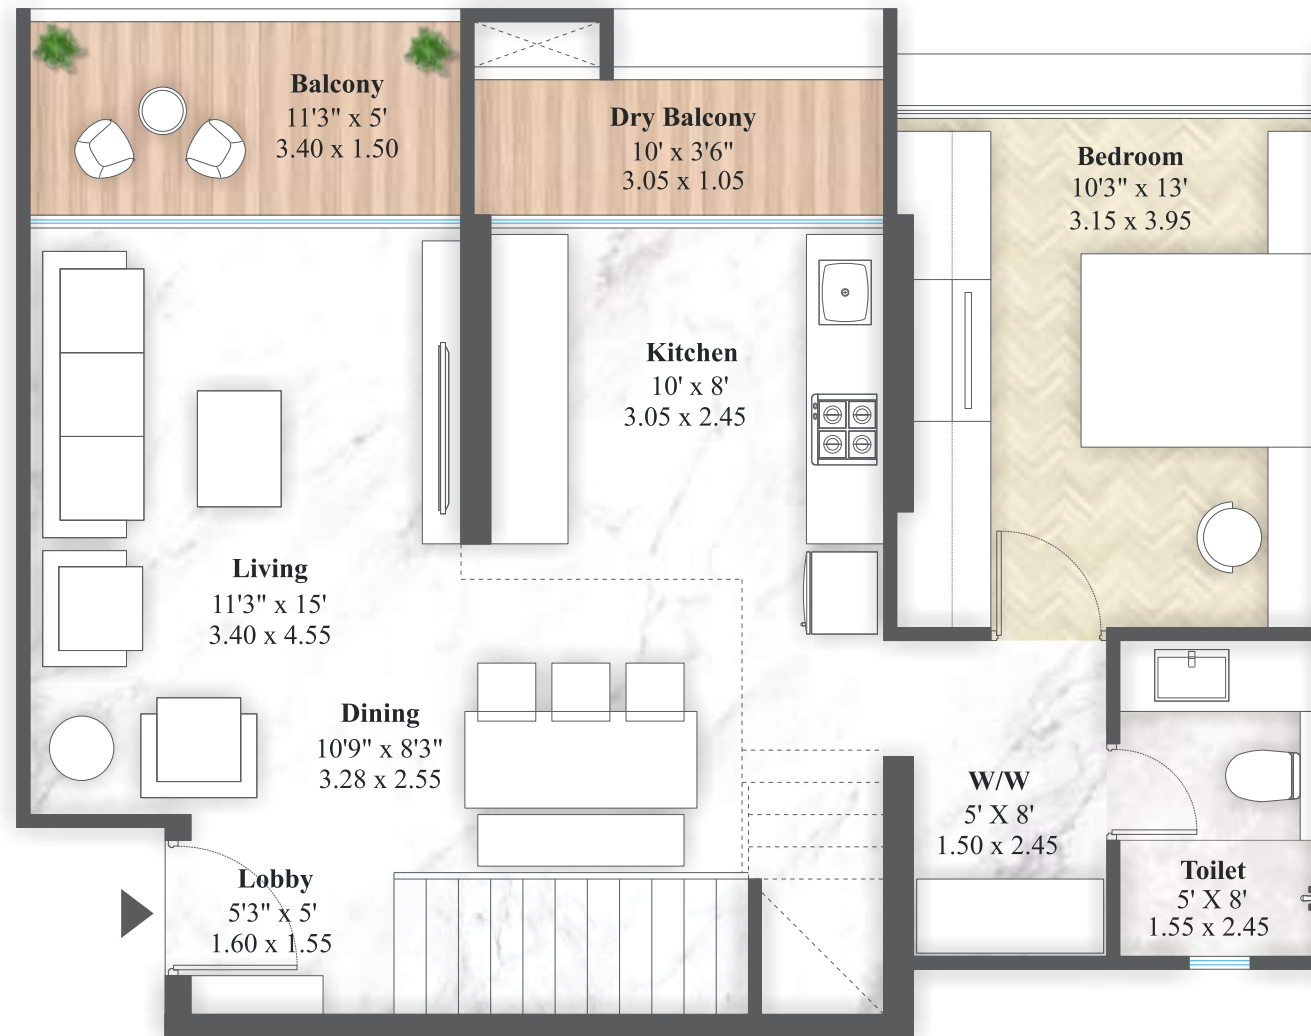 Balcony
11'3" x 5'
3.40 x 1.50
Dry Balcony
10' x 3'6"
3.05 x 1.05
Bedroom
10'3" x 13'
3.15 x 3.95
Kitchen
10' x 8'
3.05 x 2.45
Living
11'3" x 15'
3.40 x 4.55
Dining
10'9" x 8'3"
3.28 x 2.55
W/W
5' X 8'
1.50 x 2.45
Lobby
5'3" x 5'
1.60 x 1.55
Toilet
5' X 8'
1.55 x 2.45